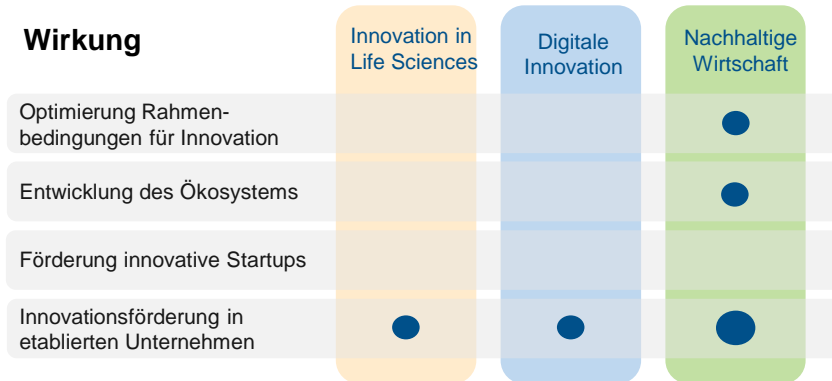 Wirkung
Innovation in
Life Sciences
Digitale
Innovation
Nachhaltige
Wirtschaft
Optimierung Rahmen-
bedingungen für Innovation
Entwicklung des Ökosystems
Förderung innovative Startups
Innovationsförderung in
etablierten Unternehmen